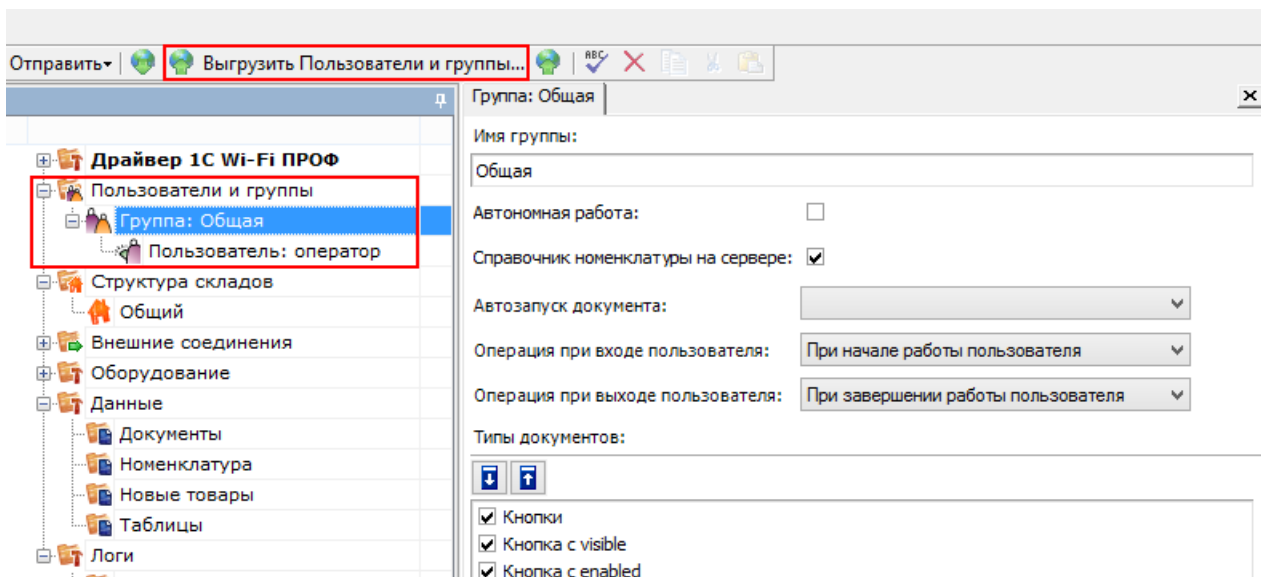 Отправить
Выгрузить Пользователи и группы...
ABC
Группа: Общая
Имя группы:
Общая
Автономная работа:
Справочник номенклатуры на сервере:
Автозапуск документа:
Операция при входе пользователя: При начале работы пользователя
Операция при выходе пользователя: При завершении работы пользователя
Типы документов:
Кнопки
Кнопка с visible
Кнопка с enabled
Драйвер 1С Wi-Fi ПРОФ
Пользователи и группы
Группа: Общая
Пользователь: оператор
Структура складов
Общий
Внешние соединения
Оборудование
Данные
Документы
Номенклатура
Новые товары
Таблицы
Логи